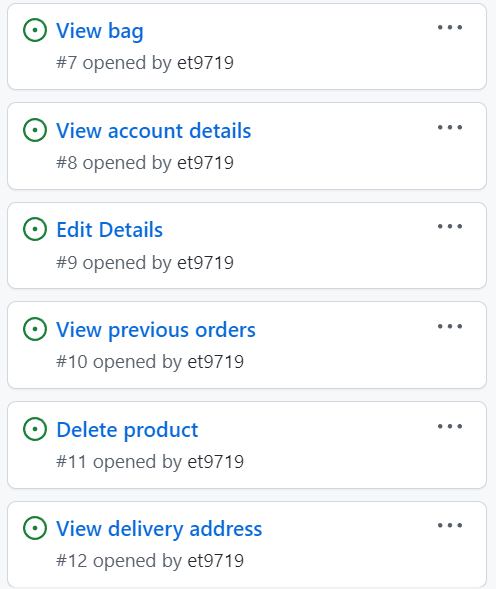 View bag
#7 opened by et9719
View account details
#8 opened by et9719
Edit Details
#9 opened by et9719
View previous orders
#10 opened by et9719
Delete product
#11 opened by et9719
View delivery address
#12 opened by et9719